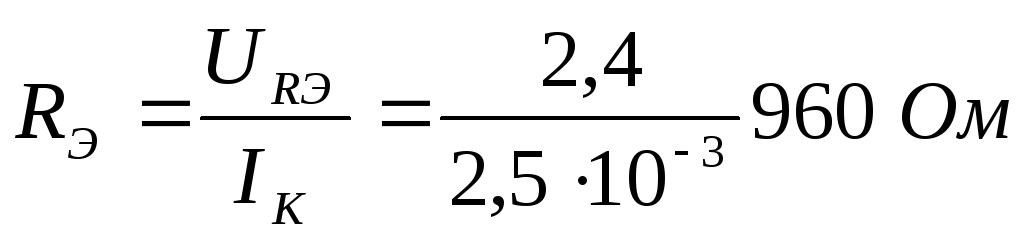 R_Э = U_RЭ / I_К = 2,4 / 2,5 · 10^-3 960 Ом